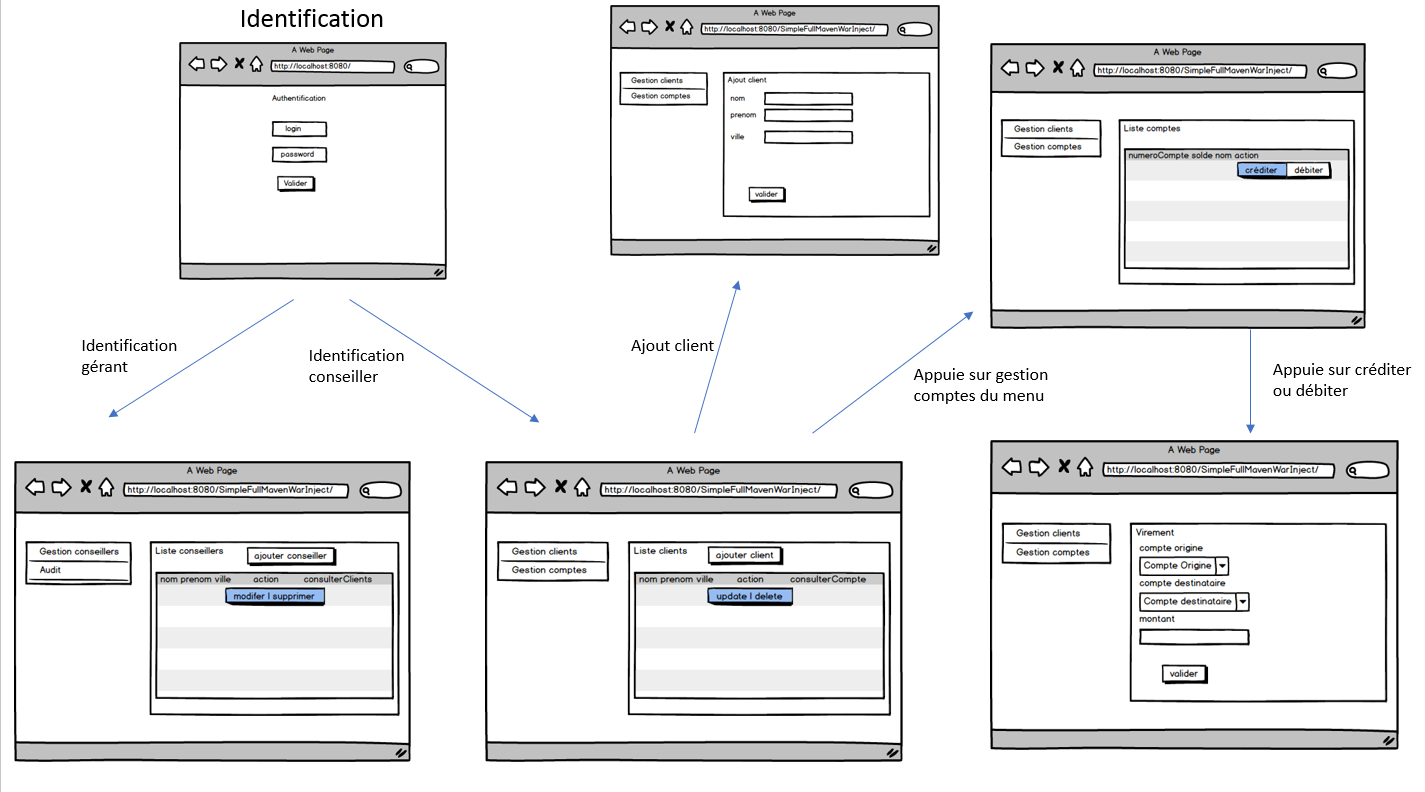 Identification
A Web Page
http://localhost:8080/
Authentification
login
password
Valider
A Web Page
http://localhost:8080/SimpleFullMavenWarInject/
Gestion clients
Gestion comptes
Ajout client
nom
prenom
ville
valider
A Web Page
http://localhost:8080/SimpleFullMavenWarInject/
Gestion clients
Gestion comptes
Liste comptes
numeroCompte solde nom action
créditer débiter
Identification
gérant
Identification
conseiller
Ajout client
Appuie sur gestion
comptes du menu
Appuie sur créditer
ou débiter
A Web Page
http://localhost:8080/SimpleFullMavenWarInject/
Gestion conseillers
Audit
Liste conseillers
ajouter conseiller
nom prenom ville action consulterClients
modifer | supprimer
A Web Page
http://localhost:8080/SimpleFullMavenWarInject/
Gestion clients
Gestion comptes
Liste clients
ajouter client
nom prenom ville action consulterCompte
update | delete
A Web Page
http://localhost:8080/SimpleFullMavenWarInject/
Gestion clients
Gestion comptes
Virement
compte origine
Compte Origine
compte destinataire
Compte destinataire
montant
valider